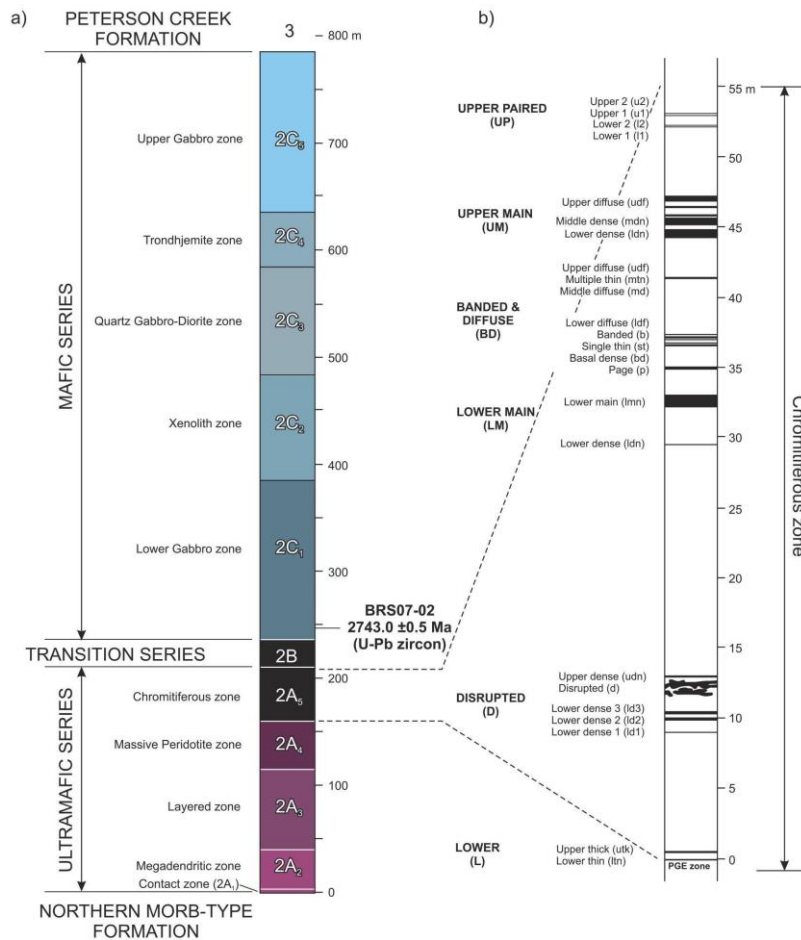 a)
PETERSON CREEK
FORMATION
3
800 m
MAFIC SERIES
Upper Gabbro zone
2C₅
700
Trondhjemite zone
2C₄
600
Quartz Gabbro-Diorite zone
2C₃
500
Xenolith zone
2C₂
400
Lower Gabbro zone
2C₁
300
BRS07-02
2743.0 ±0.5 Ma
(U-Pb zircon)
TRANSITION SERIES
2B
200
ULTRAMAFIC SERIES
Chromitiferous zone
2A₅
Massive Peridotite zone
2A₄
100
Layered zone
2A₃
Megadendritic zone
2A₂
Contact zone (2A₁)
0
NORTHERN MORB-TYPE
FORMATION
b)
55 m
UPPER PAIRED
(UP)
Upper 2 (u2)
Upper 1 (u1)
Lower 2 (l2)
Lower 1 (l1)
50
UPPER MAIN
(UM)
Upper diffuse (udf)
Middle dense (mdn)
45
Lower dense (ldn)
BANDED &
DIFFUSE
(BD)
Upper diffuse (udf)
Multiple thin (mtn)
Middle diffuse (md)
40
Lower diffuse (ldf)
Banded (b)
Single thin (st)
Basal dense (bd)
Page (p)
35
LOWER MAIN
(LM)
Lower main (lmn)
Lower dense (ldn)
30
25
20
15
DISRUPTED
(D)
Upper dense (udn)
Disrupted (d)
Lower dense 3 (ld3)
Lower dense 2 (ld2)
Lower dense 1 (ld1)
10
5
LOWER
(L)
Upper thick (utk)
Lower thin (ltn)
0
PGE zone
Chromitiferous zone